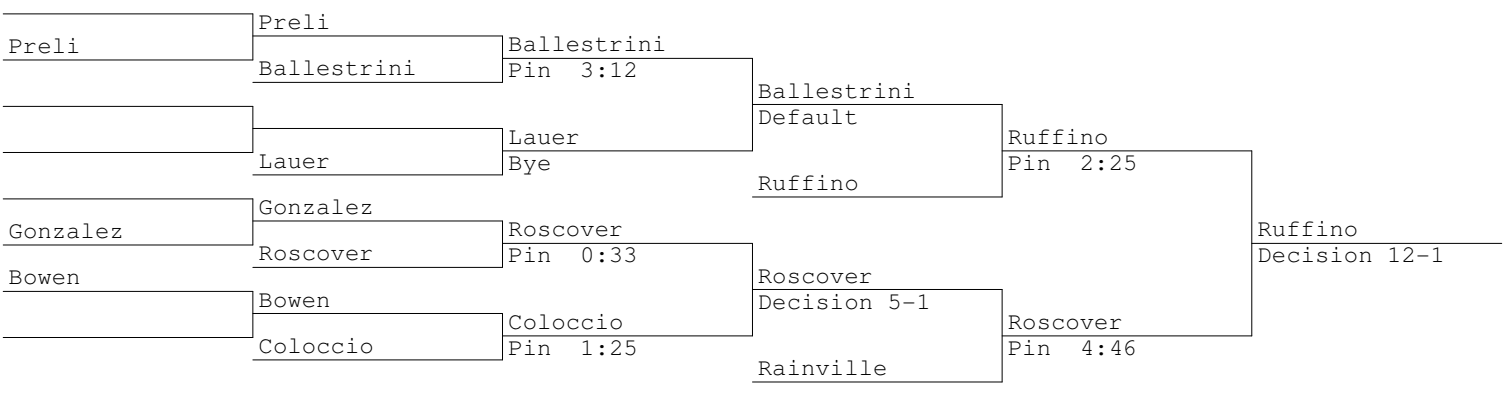 Preli
Preli
Ballestrini
Ballestrini
Pin 3:12
Ballestrini
Default
Lauer
Lauer
Bye
Ruffino
Ruffino
Pin 2:25
Gonzalez
Gonzalez
Roscover
Roscover
Pin 0:33
Ruffino
Decision 12-1
Bowen
Bowen
Coloccio
Coloccio
Pin 1:25
Roscover
Decision 5-1
Rainville
Roscover
Pin 4:46